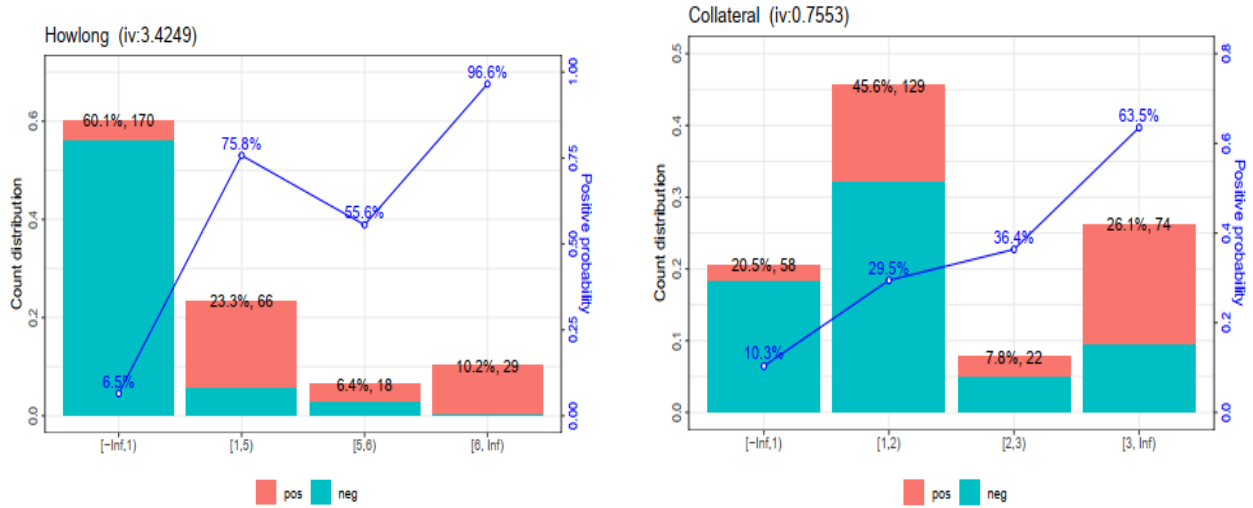 Howlong (iv:3.4249)
Count distribution
0.6
0.4
0.2
0.0
60.1%, 170
23.3%, 66
6.4%, 18
10.2%, 29
6.5%
75.8%
55.6%
96.6%
1.00
0.75
0.50
0.25
0.00
Positive probability
[-Inf,1)
[1,5)
[5,6)
[6, Inf)
pos
neg
Collateral (iv:0.7553)
Count distribution
0.5
0.4
0.3
0.2
0.1
0.0
20.5%, 58
45.6%, 129
7.8%, 22
26.1%, 74
10.3%
29.5%
36.4%
63.5%
0.8
0.6
0.4
0.2
0.0
Positive probability
[-Inf,1)
[1,2)
[2,3)
[3, Inf)
pos
neg